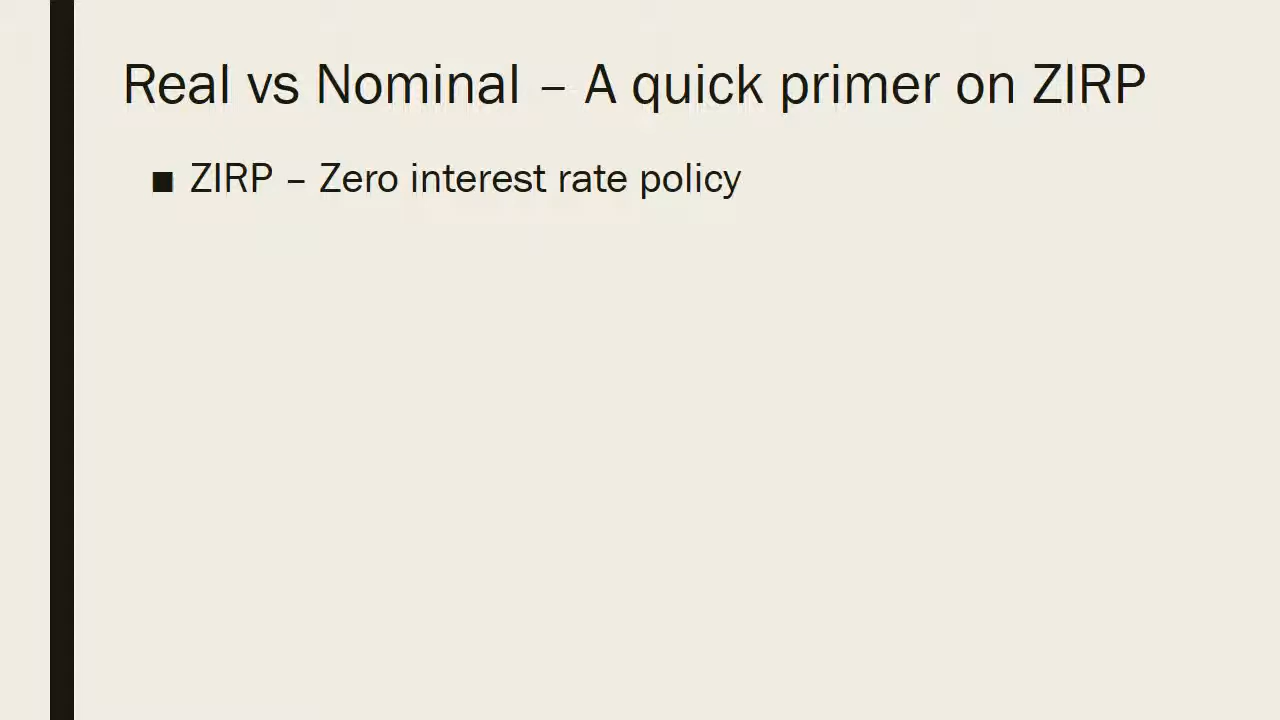 Real vs Nominal – A quick primer on ZIRP
■ ZIRP – Zero interest rate policy